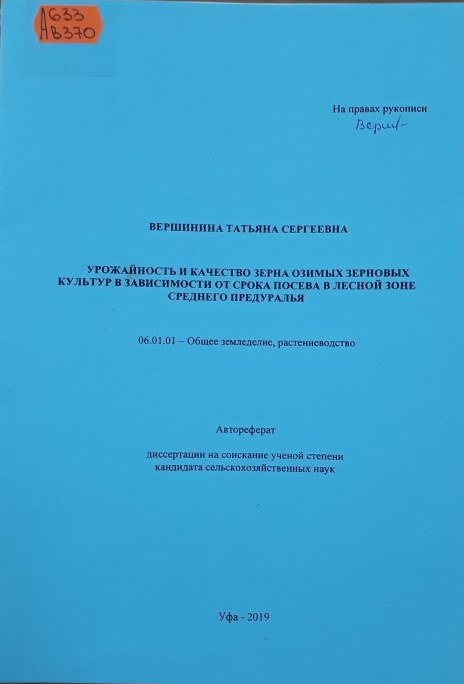 А633
АВ370
На правах рукописи
ВЕРШИНИНА ТАТЬЯНА СЕРГЕЕВНА
УРОЖАЙНОСТЬ И КАЧЕСТВО ЗЕРНА ОЗИМЫХ ЗЕРНОВЫХ
КУЛЬТУР В ЗАВИСИМОСТИ ОТ СРОКА ПОСЕВА В ЛЕСНОЙ ЗОНЕ
СРЕДНЕГО ПРЕДУРАЛЬЯ
06.01.01 – Общее земледелие, растениеводство
Автореферат
диссертации на соискание ученой степени
кандидата сельскохозяйственных наук
Уфа - 2019